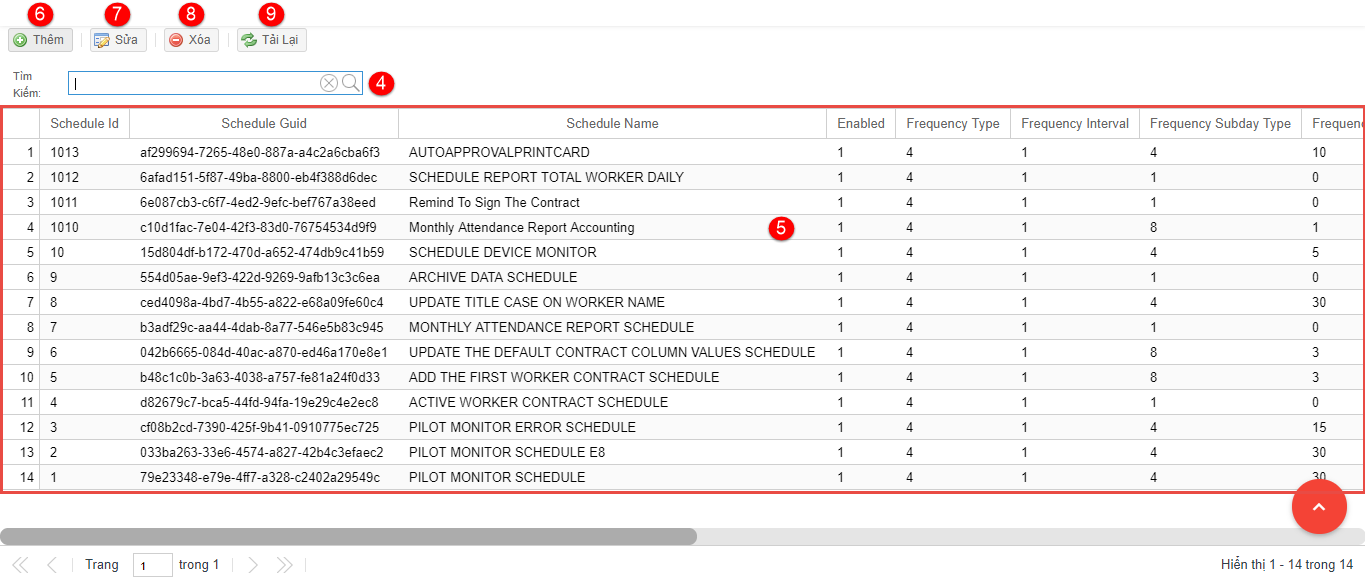 6 7 8 9
Thêm Sửa Xóa Tải Lại
Tìm
Kiếm:
4
Schedule Id Schedule Guid Schedule Name Enabled Frequency Type Frequency Interval Frequency Subday Type Frequen
1 1013 af299694-7265-48e0-887a-a4c2a6cba6f3 AUTOAPPROVALPRINTCARD 1 4 1 4 10
2 1012 6afad151-5f87-49ba-8800-eb4f388d6dec SCHEDULE REPORT TOTAL WORKER DAILY 1 4 1 1 0
3 1011 6e087cb3-c6f7-4ed2-9efc-bef767a38eed Remind To Sign The Contract 1 4 1 1 0
4 1010 c10d1fac-7e04-42f3-83d0-76754534d9f9 Monthly Attendance Report Accounting 5 1 4 1 8 1
5 10 15d804df-b172-470d-a652-474db9c41b59 SCHEDULE DEVICE MONITOR 1 4 1 4 5
6 9 554d05ae-9ef3-422d-9269-9afb13c3c6ea ARCHIVE DATA SCHEDULE 1 4 1 1 0
7 8 ced4098a-4bd7-4b55-a822-e68a09fe60c4 UPDATE TITLE CASE ON WORKER NAME 1 4 1 4 30
8 7 b3adf29c-aa44-4dab-8a77-546e5b83c945 MONTHLY ATTENDANCE REPORT SCHEDULE 1 4 1 1 0
9 6 042b6665-084d-40ac-a870-ed46a170e8e1 UPDATE THE DEFAULT CONTRACT COLUMN VALUES SCHEDULE 1 4 1 8 3
10 5 b48c1c0b-3a63-4038-a757-fe81a24f0d33 ADD THE FIRST WORKER CONTRACT SCHEDULE 1 4 1 8 3
11 4 d82679c7-bca5-44fd-94fa-19e29c4e2ec8 ACTIVE WORKER CONTRACT SCHEDULE 1 4 1 1 0
12 3 cf08b2cd-7390-425f-9b41-0910775ec725 PILOT MONITOR ERROR SCHEDULE 1 4 1 4 15
13 2 033ba263-33e6-4574-a827-42b4c3efaec2 PILOT MONITOR SCHEDULE E8 1 4 1 4 30
14 1 79e23348-e79e-4ff7-a328-c2402a29549c PILOT MONITOR SCHEDULE 1 4 1 4 30
Trang 1 trong 1 Hiển thị 1 - 14 trong 14